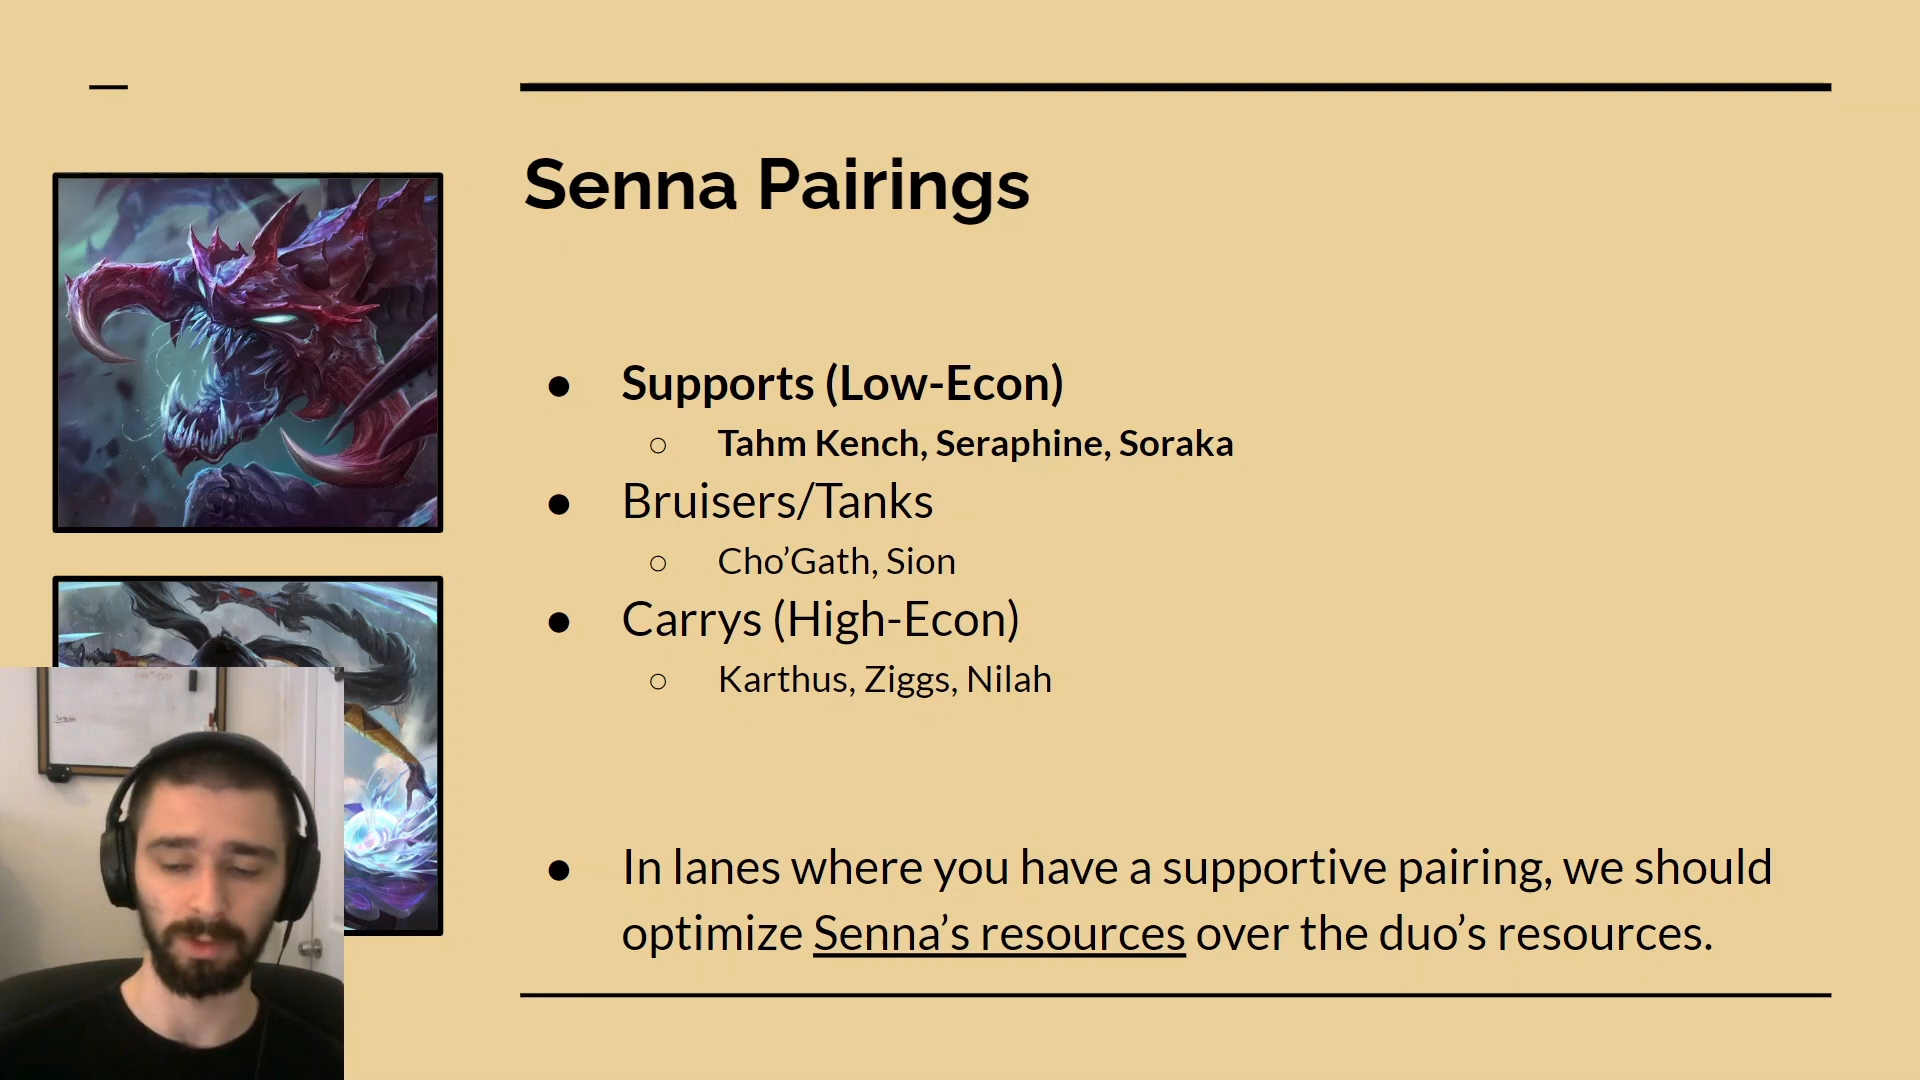 Senna Pairings
● Supports (Low-Econ)
○ Tahm Kench, Seraphine, Soraka
● Bruisers/Tanks
○ Cho’Gath, Sion
● Carrys (High-Econ)
○ Karthus, Ziggs, Nilah
● In lanes where you have a supportive pairing, we should
optimize Senna’s resources over the duo’s resources.